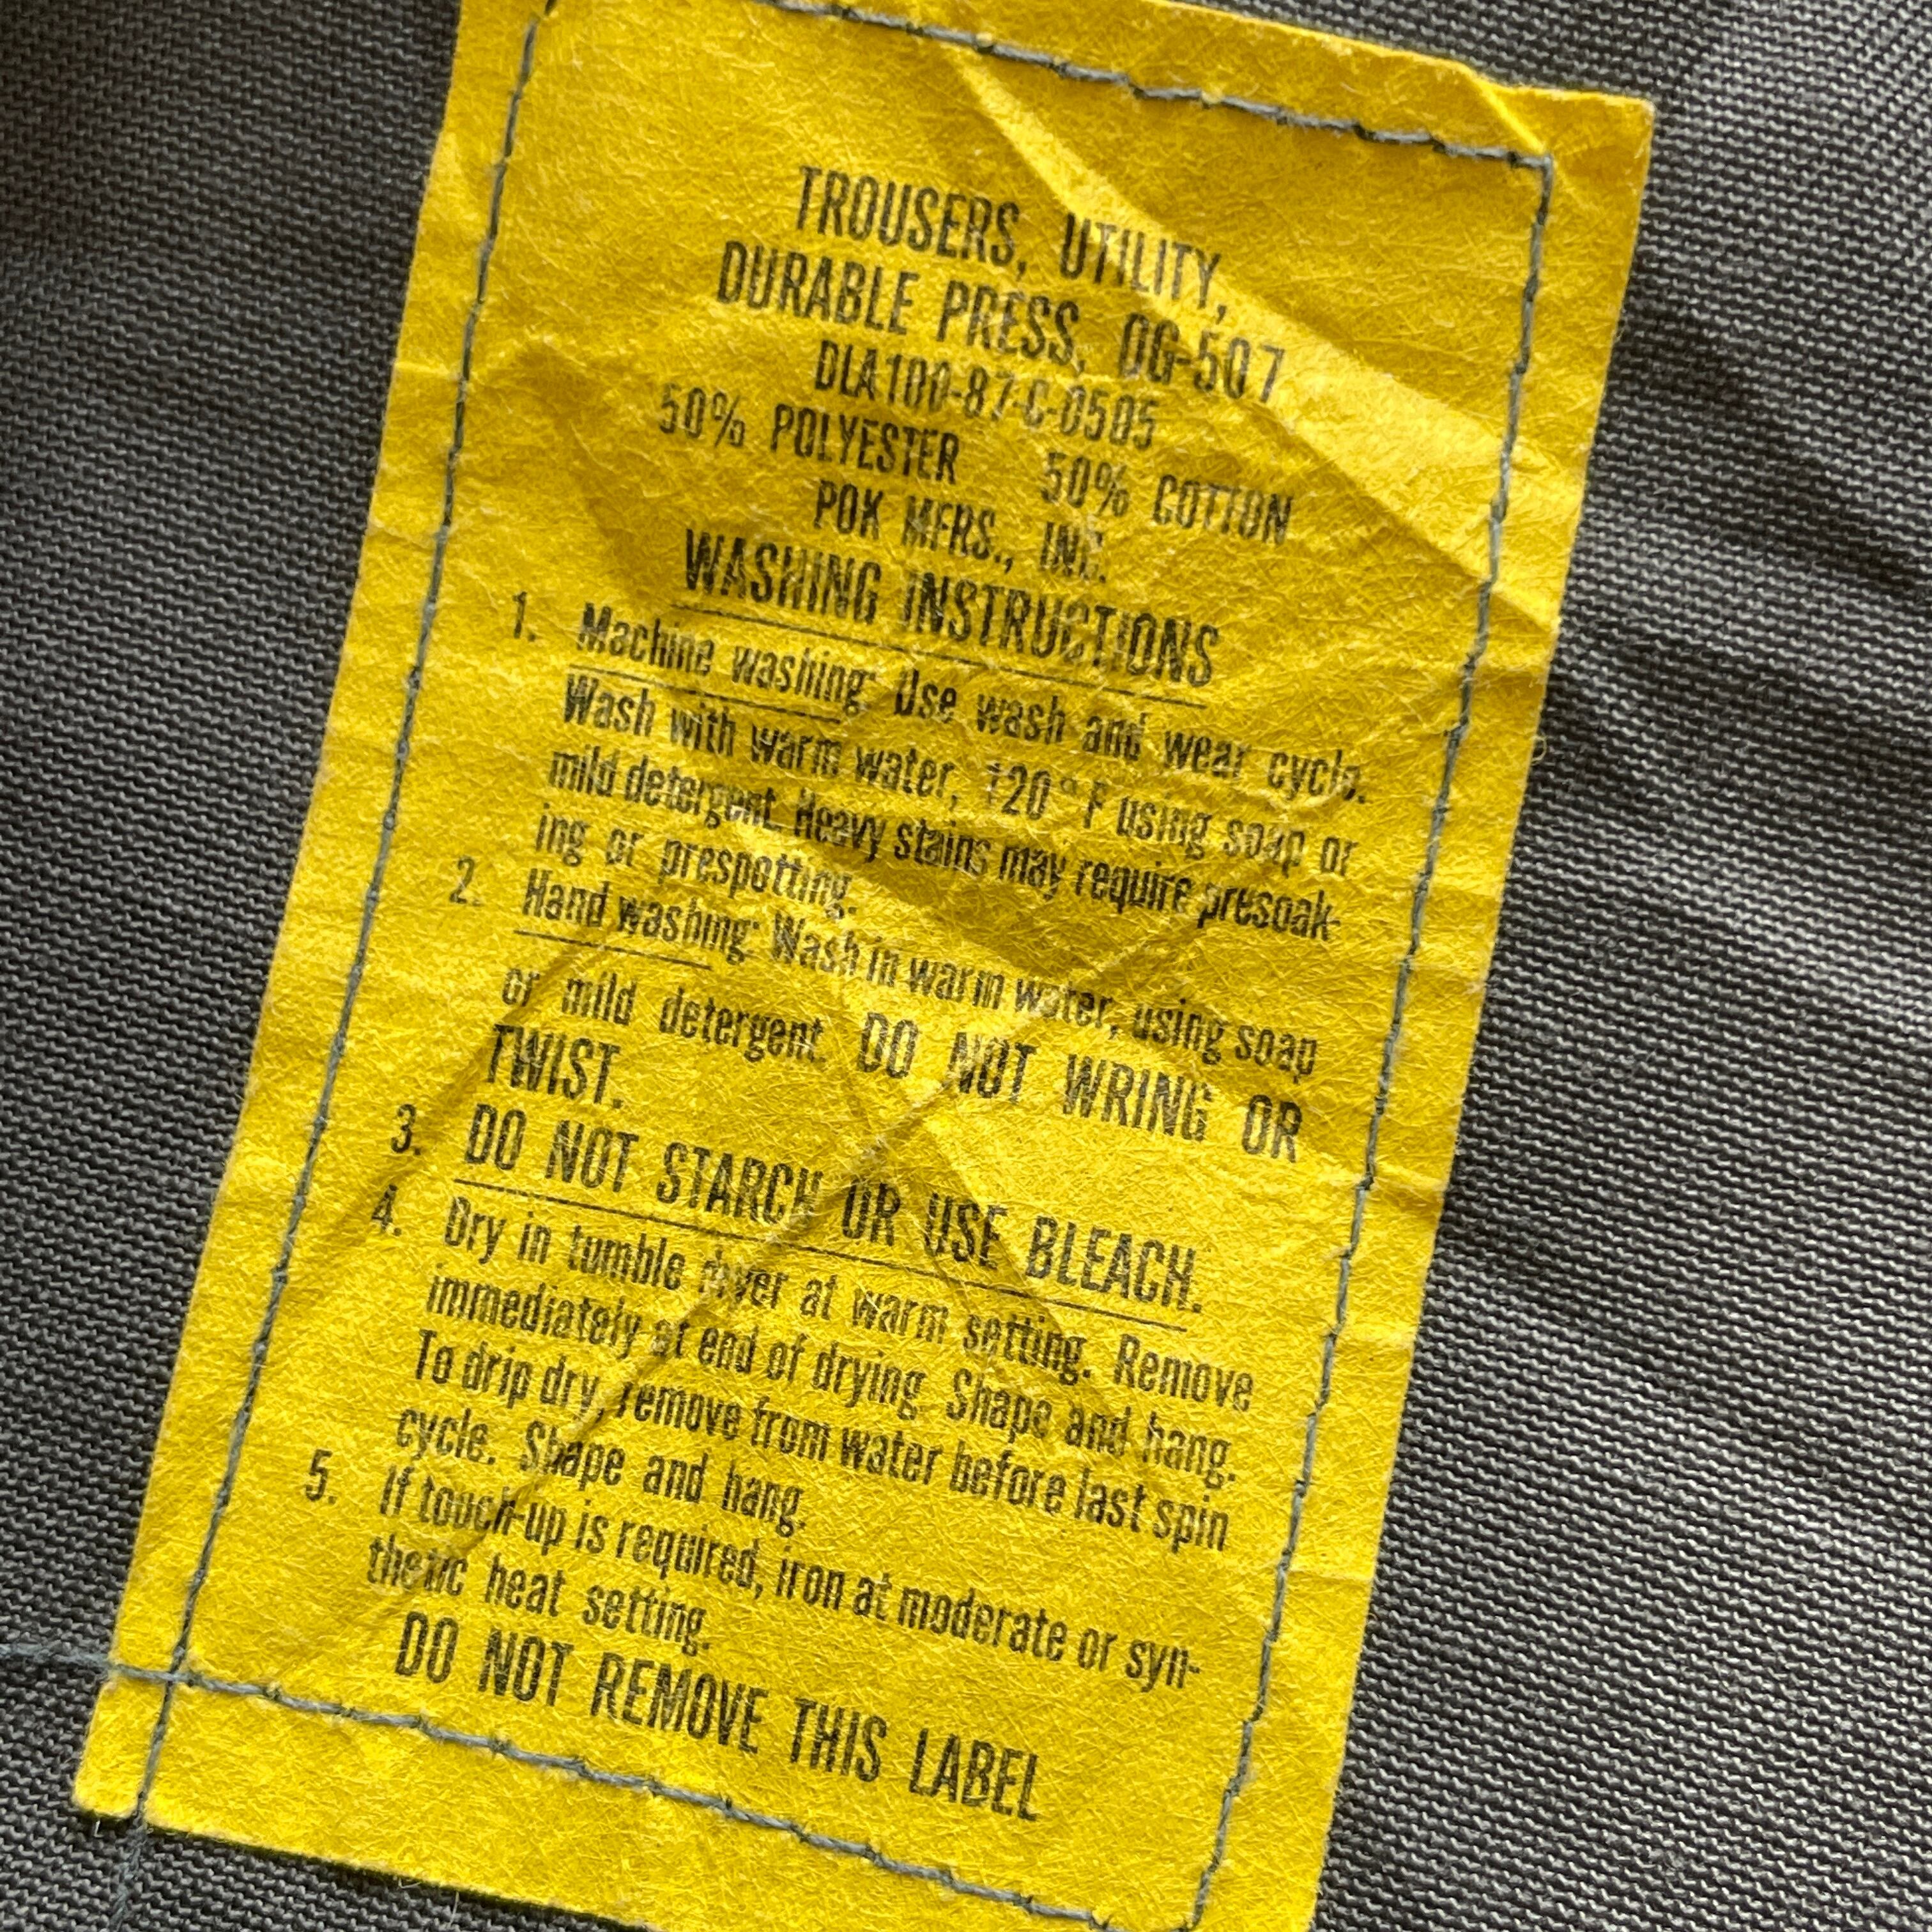 TROUSERS, UTILITY,
DURABLE PRESS, OG-507
DLA100-87-C-0505
50% POLYESTER 50% COTTON
POK MFRS., INC.
WASHING INSTRUCTIONS
1. Machine washing: Use wash and wear cycle.
Wash with warm water, 120° F using soap or
mild detergent. Heavy stains may require presoak-
ing or prespotting.
2. Hand washing: Wash in warm water, using soap
or mild detergent. DO NOT WRING OR
TWIST.
3. DO NOT STARCH OR USE BLEACH.
4. Dry in tumble dryer at warm setting. Remove
immediately at end of drying. Shape and hang.
To drip dry, remove from water before last spin
cycle. Shape and hang.
5. If touch-up is required, iron at moderate or syn-
thetic heat setting.
DO NOT REMOVE THIS LABEL